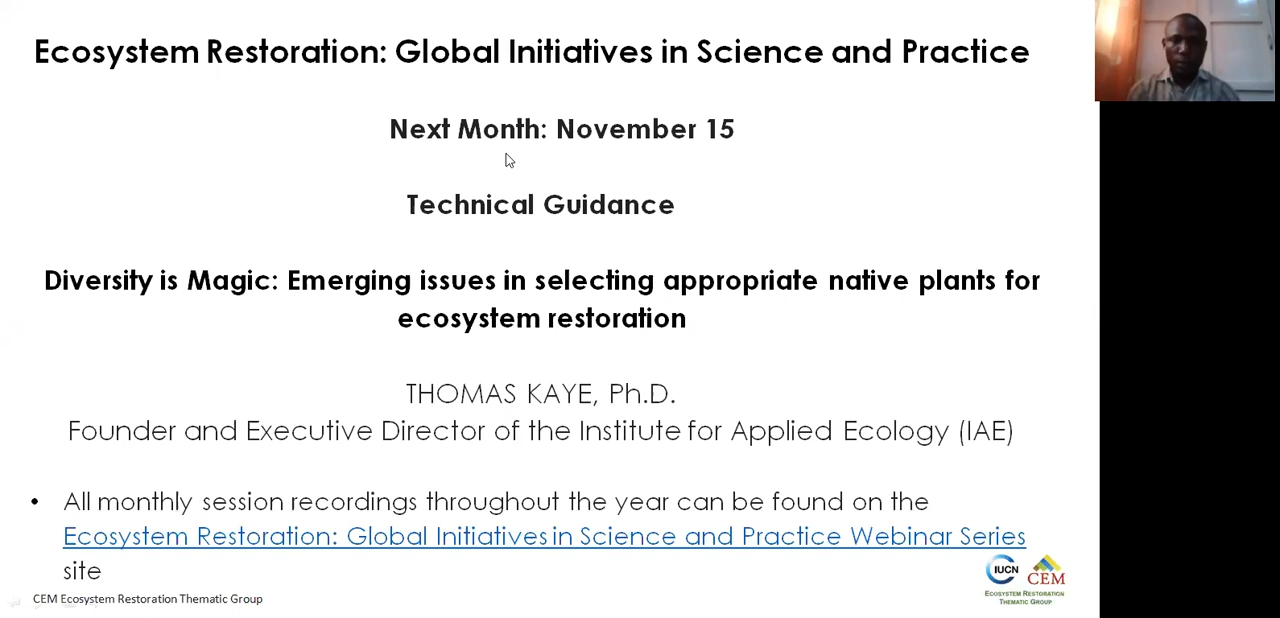 Ecosystem Restoration: Global Initiatives in Science and Practice
Next Month: November 15
Technical Guidance
Diversity is Magic: Emerging issues in selecting appropriate native plants for
ecosystem restoration
THOMAS KAYE, Ph.D.
Founder and Executive Director of the Institute for Applied Ecology (IAE)
• All monthly session recordings throughout the year can be found on the
Ecosystem Restoration: Global Initiatives in Science and Practice Webinar Series
site
IUCN CEM
ECOSYSTEM RESTORATION
THEMATIC GROUP
CEM Ecosystem Restoration Thematic Group